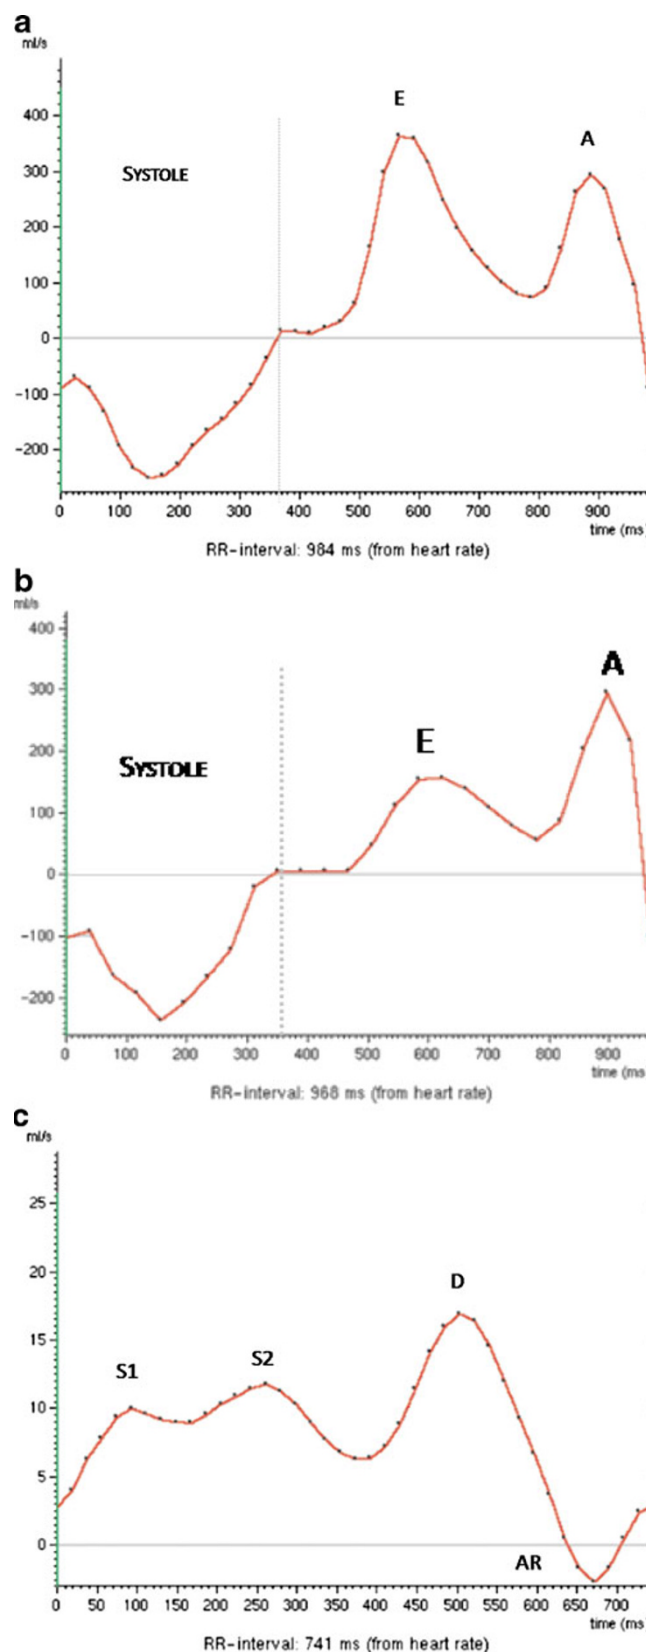 a
ml/s
E
A
SYSTOLE
400
300
200
100
0
-100
-200
0 100 200 300 400 500 600 700 800 900
time (ms)
RR-interval: 984 ms (from heart rate)
b
ml/s
A
E
SYSTOLE
400
300
200
100
0
-100
-200
0 100 200 300 400 500 600 700 800 900
time (ms
RR-interval: 968 ms (from heart rate)
c
ml/s
25
D
20
S1
S2
15
10
5
0
AR
0 50 100 150 200 250 300 350 400 450 500 550 600 650 700
time (ms)
RR-interval: 741 ms (from heart rate)